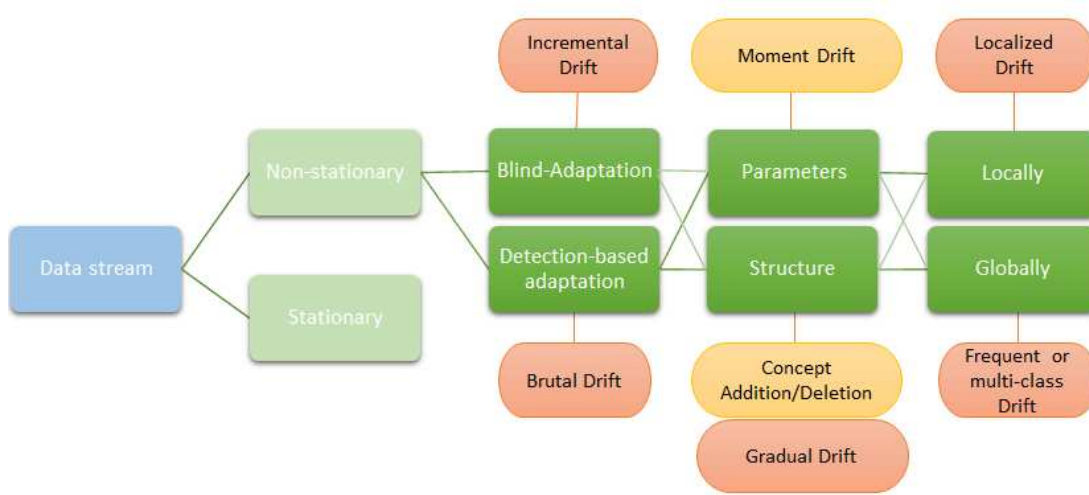 Incremental
Drift
Moment Drift
Localized
Drift
Non-stationary
Blind-Adaptation
Parameters
Locally
Data stream
Detection-based
adaptation
Structure
Globally
Stationary
Brutal Drift
Concept
Addition/Deletion
Frequent or
multi-class
Drift
Gradual Drift